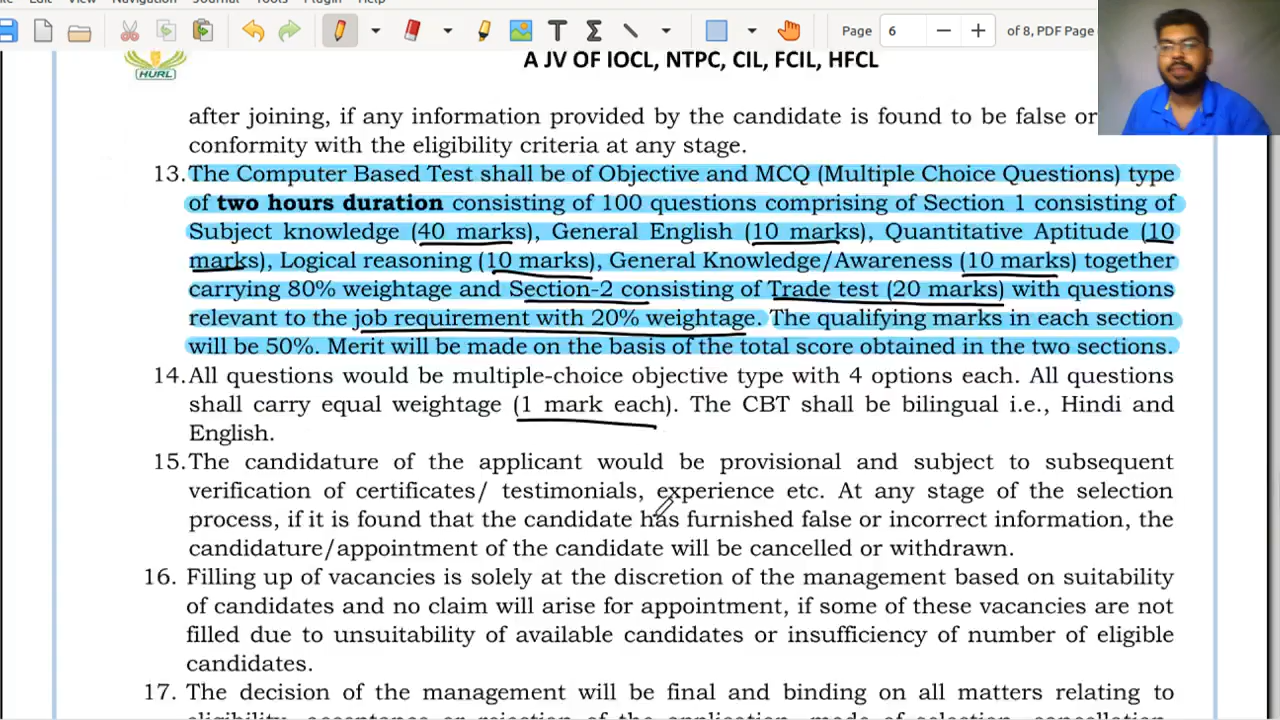 Page 6 of 8, PDF Page
HURL
A JV OF IOCL, NTPC, CIL, FCIL, HFCL
after joining, if any information provided by the candidate is found to be false or
conformity with the eligibility criteria at any stage.
13. The Computer Based Test shall be of Objective and MCQ (Multiple Choice Questions) type
of two hours duration consisting of 100 questions comprising of Section 1 consisting of
Subject knowledge (40 marks), General English (10 marks), Quantitative Aptitude (10
marks), Logical reasoning (10 marks), General Knowledge/Awareness (10 marks) together
carrying 80% weightage and Section-2 consisting of Trade test (20 marks) with questions
relevant to the job requirement with 20% weightage. The qualifying marks in each section
will be 50%. Merit will be made on the basis of the total score obtained in the two sections.
14. All questions would be multiple-choice objective type with 4 options each. All questions
shall carry equal weightage (1 mark each). The CBT shall be bilingual i.e., Hindi and
English.
15. The candidature of the applicant would be provisional and subject to subsequent
verification of certificates/ testimonials, experience etc. At any stage of the selection
process, if it is found that the candidate has furnished false or incorrect information, the
candidature/appointment of the candidate will be cancelled or withdrawn.
16. Filling up of vacancies is solely at the discretion of the management based on suitability
of candidates and no claim will arise for appointment, if some of these vacancies are not
filled due to unsuitability of available candidates or insufficiency of number of eligible
candidates.
17. The decision of the management will be final and binding on all matters relating to